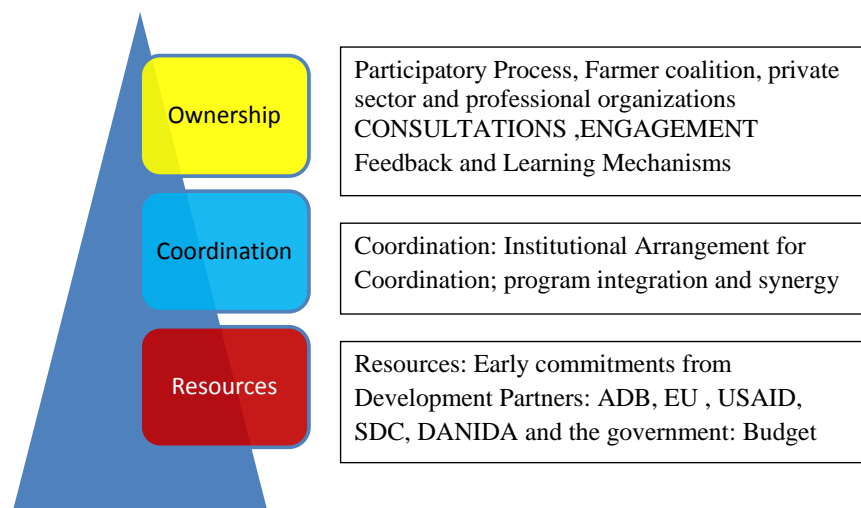 Ownership
Participatory Process, Farmer coalition, private
sector and professional organizations
CONSULTATIONS ,ENGAGEMENT
Feedback and Learning Mechanisms
Coordination
Coordination: Institutional Arrangement for
Coordination; program integration and synergy
Resources
Resources: Early commitments from
Development Partners: ADB, EU , USAID,
SDC, DANIDA and the government: Budget